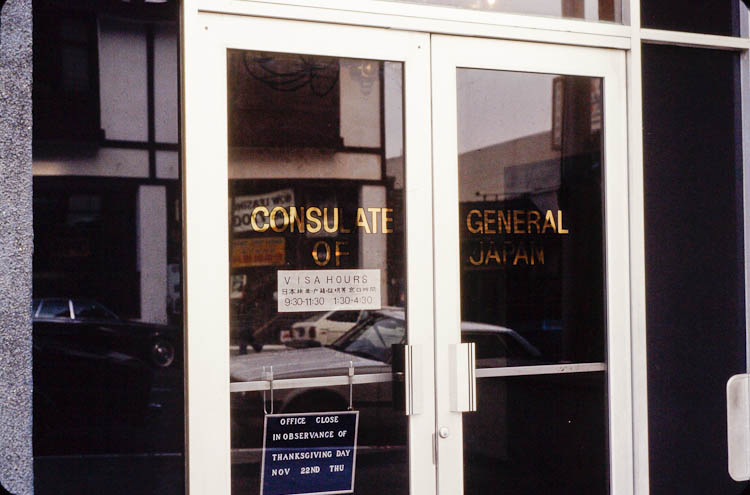 CONSULATE GENERAL
OF JAPAN
VISA HOURS
9:30-11:30 1:30-4:30
OFFICE CLOSE
IN OBSERVANCE OF
THANKSGIVING DAY
NOV 22ND THU